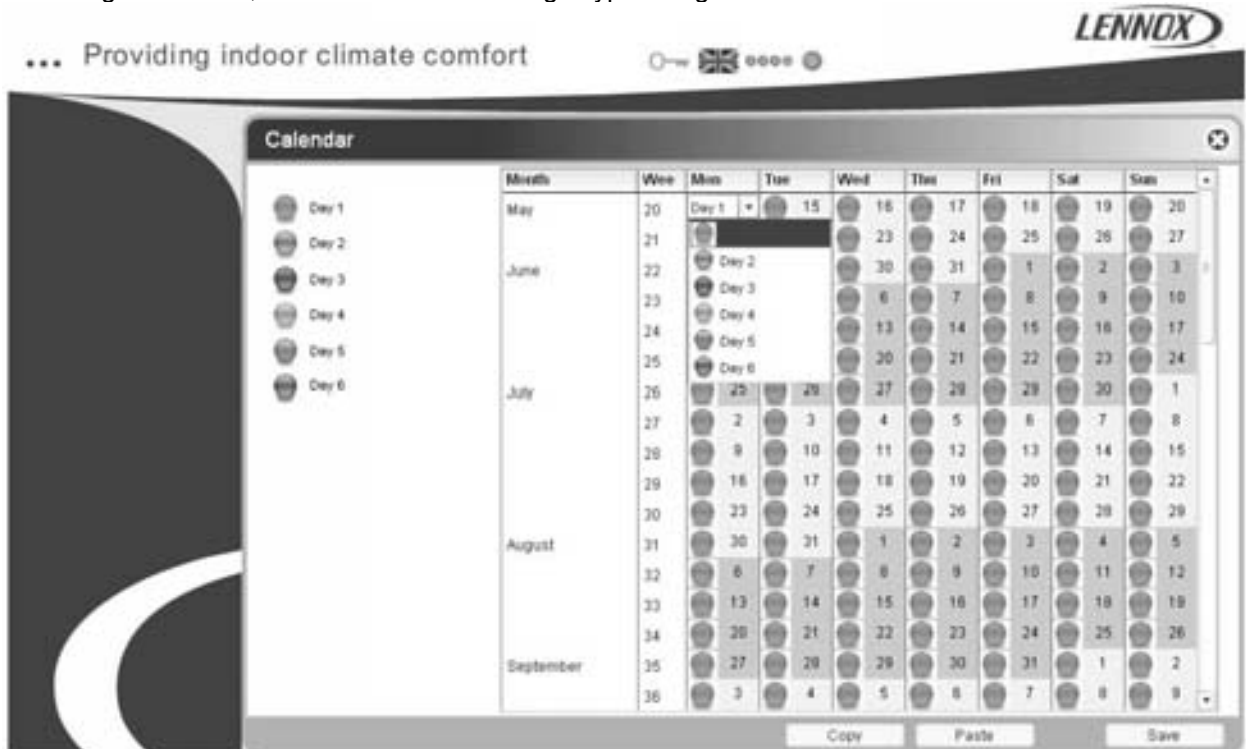 LENNOX
... Providing indoor climate comfort
Calendar
Day 1
Day 2
Day 3
Day 4
Day 5
Day 6
Month Wee Mon Tue Wed Thu Fri Sat Sun
May 20 Day 1 15 16 17 18 19 20
21 23 24 25 26 27
June 22 Day 2 30 31 1 2 3
23 Day 3 6 7 8 9 10
24 Day 4 13 14 15 16 17
Day 5
25 Day 6 20 21 22 23 24
July 26 25 26 27 28 29 30 1
27 2 3 4 5 6 7 8
28 9 10 11 12 13 14 15
29 16 17 18 19 20 21 22
30 23 24 25 26 27 28 29
August 31 30 31 1 2 3 4 5
32 6 7 8 9 10 11 12
33 13 14 15 16 17 18 19
34 20 21 22 23 24 25 26
September 35 27 28 29 30 31 1 2
36 3 4 5 6 7 8 9
Copy Paste Save